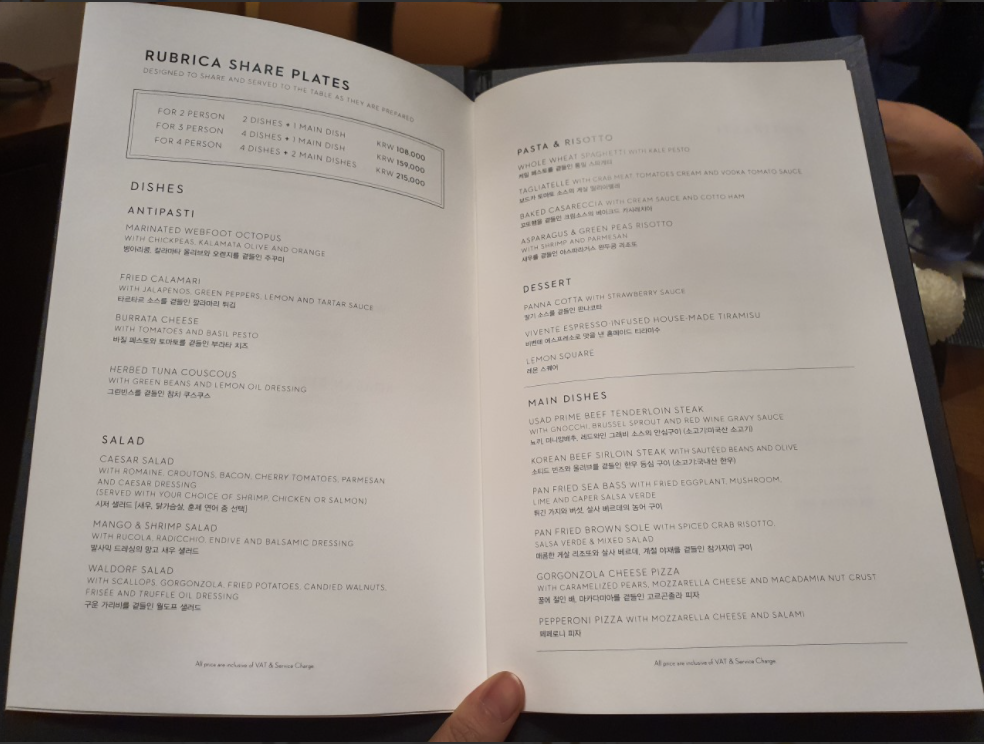 RUBRICA SHARE PLATES
DESIGNED TO SHARE AND SERVED TO THE TABLE AS THEY ARE PREPARED
FOR 2 PERSON 2 DISHES + 1 MAIN DISH KRW 108,000
FOR 3 PERSON 4 DISHES + 1 MAIN DISH KRW 159,000
FOR 4 PERSON 4 DISHES + 2 MAIN DISHES KRW 215,000
DISHES
ANTIPASTI
MARINATED WEBFOOT OCTOPUS
WITH CHICKPEAS, KALAMATA OLIVE AND ORANGE
병아리콩, 칼라마타 올리브와 오렌지를 곁들인 주꾸미
FRIED CALAMARI
WITH JALAPENOS, GREEN PEPPERS, LEMON AND TARTAR SAUCE
타르타르 소스를 곁들인 깔라마리 튀김
BURRATA CHEESE
WITH TOMATOES AND BASIL PESTO
바질 페스토와 토마토를 곁들인 부라타 치즈
HERBED TUNA COUSCOUS
WITH GREEN BEANS AND LEMON OIL DRESSING
그린빈스를 곁들인 참치 쿠스쿠스
SALAD
CAESAR SALAD
WITH ROMAINE, CROUTONS, BACON, CHERRY TOMATOES, PARMESAN
AND CAESAR DRESSING
(SERVED WITH YOUR CHOICE OF SHRIMP, CHICKEN OR SALMON)
시저 샐러드 [새우, 닭가슴살, 훈제 연어 중 선택]
MANGO & SHRIMP SALAD
WITH RUCOLA, RADICCHIO, ENDIVE AND BALSAMIC DRESSING
발사믹 드레싱의 망고 새우 샐러드
WALDORF SALAD
WITH SCALLOPS, GORGONZOLA, FRIED POTATOES, CANDIED WALNUTS,
FRISÉE AND TRUFFLE OIL DRESSING
구운 가리비를 곁들인 월도프 샐러드
All price are inclusive of VAT & Service Charge.
PASTA & RISOTTO
WHOLE WHEAT SPAGHETTI WITH KALE PESTO
케일 페스토를 곁들인 통밀 스파게티
TAGLIATELLE WITH CRAB MEAT, TOMATOES CREAM AND VODKA TOMATO SAUCE
보드카 토마토 소스의 게살 딸리아뗄레
BAKED CASARECCIA WITH CREAM SAUCE AND COTTO HAM
꼬또햄을 곁들인 크림소스의 베이크드 카사레치아
ASPARAGUS & GREEN PEAS RISOTTO
WITH SHRIMP AND PARMESAN
새우를 곁들인 아스파라거스 완두콩 리조또
DESSERT
PANNA COTTA WITH STRAWBERRY SAUCE
딸기 소스를 곁들인 판나코타
VIVENTE ESPRESSO INFUSED HOUSE-MADE TIRAMISU
비벤떼 에스프레소로 맛을 낸 홈메이드 티라미수
LEMON SQUARE
레몬 스퀘어
MAIN DISHES
USAD PRIME BEEF TENDERLOIN STEAK
WITH GNOCCHI, BRUSSEL SPROUT AND RED WINE GRAVY SAUCE
뇨키, 미니양배추, 레드와인 그레비 소스의 안심구이 (소고기:미국산 소고기)
KOREAN BEEF SIRLOIN STEAK WITH SAUTÉED BEANS AND OLIVE
소티드 빈즈와 올리브를 곁들인 한우 등심 구이 (소고기:국내산 한우)
PAN FRIED SEA BASS WITH FRIED EGGPLANT, MUSHROOM,
LIME AND CAPER SALSA VERDE
튀긴 가지와 버섯, 살사 베르데의 농어 구이
PAN FRIED BROWN SOLE WITH SPICED CRAB RISOTTO,
SALSA VERDE & MIXED SALAD
매콤한 게살 리조또와 살사 베르데, 계절 야채를 곁들인 참가자미 구이
GORGONZOLA CHEESE PIZZA
WITH CARAMELIZED PEARS, MOZZARELLA CHEESE AND MACADAMIA NUT CRUST
꿀에 절인 배, 마카다미아를 곁들인 고르곤졸라 피자
PEPPERONI PIZZA WITH MOZZARELLA CHEESE AND SALAMI
페페로니 피자
All price are inclusive of VAT & Service Charge.